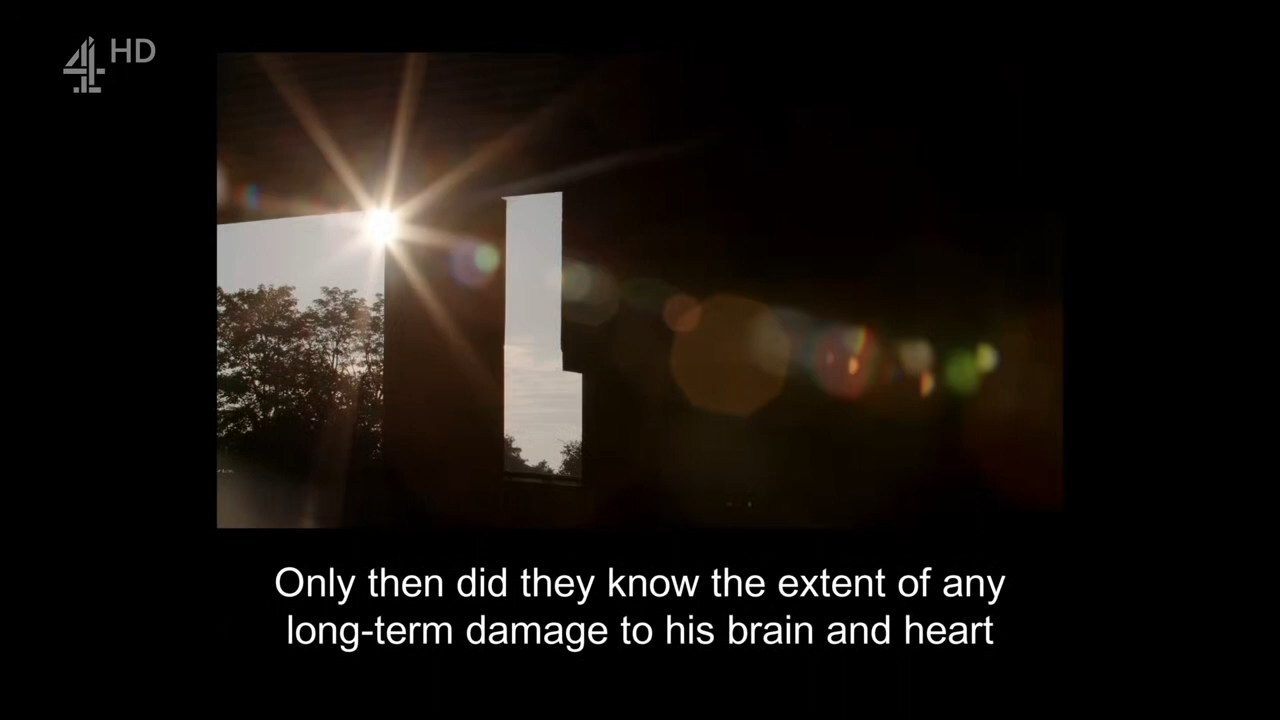 4 HD
Only then did they know the extent of any
long-term damage to his brain and heart